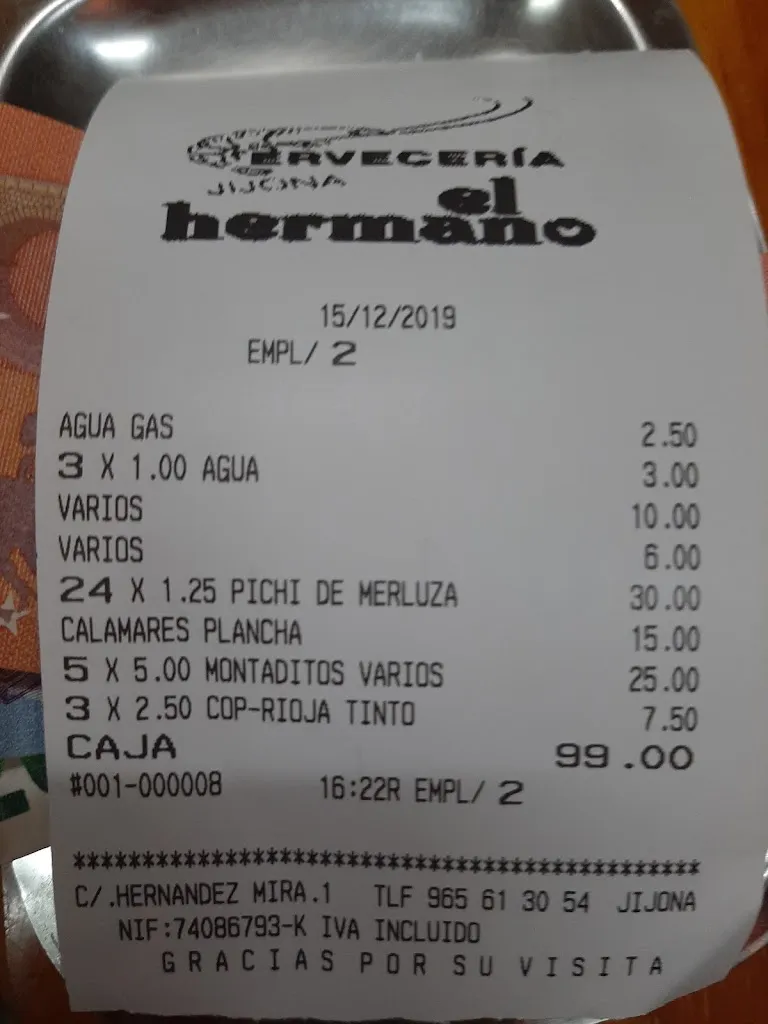 CERVECERÍA
JIJONA
el
hermano
15/12/2019
EMPL/ 2
AGUA GAS 2.50
3 X 1.00 AGUA 3.00
VARIOS 10.00
VARIOS 6.00
24 X 1.25 PICHI DE MERLUZA 30.00
CALAMARES PLANCHA 15.00
5 X 5.00 MONTADITOS VARIOS 25.00
3 X 2.50 COP-RIOJA TINTO 7.50
CAJA 99.00
#001-000008 16:22R EMPL/ 2
**********************************************
C/.HERNANDEZ MIRA.1 TLF 965 61 30 54 JIJONA
NIF:74086793-K IVA INCLUIDO
GRACIAS POR SU VISITA